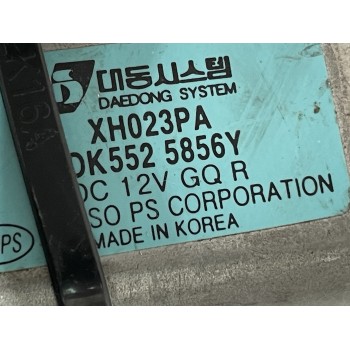 대동시스템
DAEDONG SYSTEM
XH023PA
0K552 5856Y
DC 12V GQ R
SO PS CORPORATION
MADE IN KOREA
PS